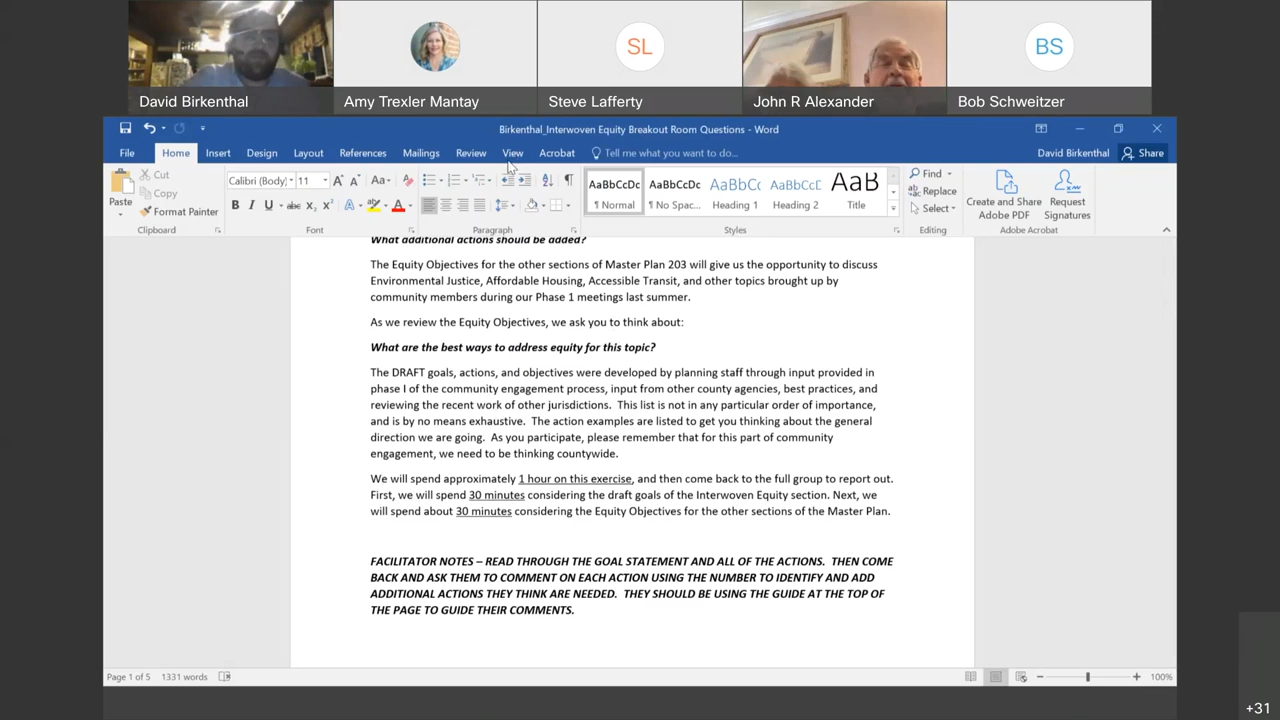 SL
BS
David Birkenthal
Amy Trexler Mantay
Steve Lafferty
John R Alexander
Bob Schweitzer
Birkenthal_Interwoven Equity Breakout Room Questions - Word
File Home Insert Design Layout References Mailings Review View Acrobat Tell me what you want to do... David Birkenthal Share
Paste
Cut
Copy
Format Painter
Calibri (Body) 11
AaBbCcDc AaBbCcDc AaBbCc AaBbCcC AaB
¶ Normal ¶ No Spac... Heading 1 Heading 2 Title
Find
Replace
Select
Create and Share Adobe PDF
Request Signatures
Clipboard Font Paragraph Styles Editing Adobe Acrobat
What additional actions should be added?
The Equity Objectives for the other sections of Master Plan 203 will give us the opportunity to discuss
Environmental Justice, Affordable Housing, Accessible Transit, and other topics brought up by
community members during our Phase 1 meetings last summer.
As we review the Equity Objectives, we ask you to think about:
What are the best ways to address equity for this topic?
The DRAFT goals, actions, and objectives were developed by planning staff through input provided in
phase I of the community engagement process, input from other county agencies, best practices, and
reviewing the recent work of other jurisdictions. This list is not in any particular order of importance,
and is by no means exhaustive. The action examples are listed to get you thinking about the general
direction we are going. As you participate, please remember that for this part of community
engagement, we need to be thinking countywide.
We will spend approximately 1 hour on this exercise, and then come back to the full group to report out.
First, we will spend 30 minutes considering the draft goals of the Interwoven Equity section. Next, we
will spend about 30 minutes considering the Equity Objectives for the other sections of the Master Plan.
FACILITATOR NOTES – READ THROUGH THE GOAL STATEMENT AND ALL OF THE ACTIONS. THEN COME
BACK AND ASK THEM TO COMMENT ON EACH ACTION USING THE NUMBER TO IDENTIFY AND ADD
ADDITIONAL ACTIONS THEY THINK ARE NEEDED. THEY SHOULD BE USING THE GUIDE AT THE TOP OF
THE PAGE TO GUIDE THEIR COMMENTS.
Page 1 of 5 1331 words 100%
+31